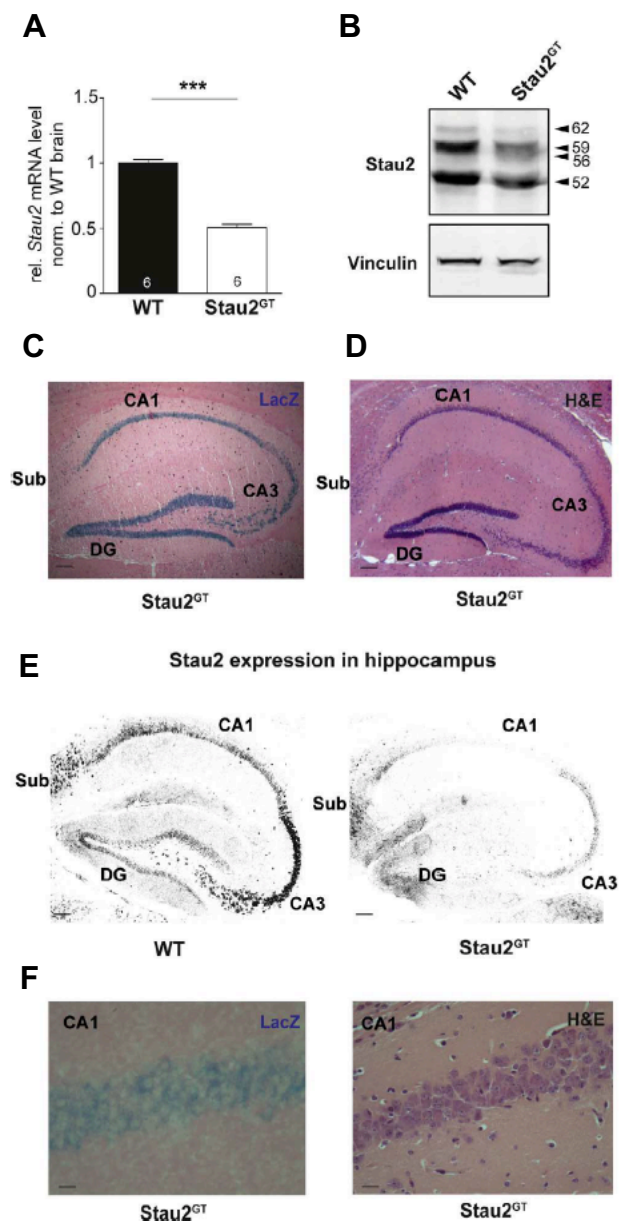 A
1.5
1
0.5
0
***
rel. Stau2 mRNA level
norm. to WT brain
6
6
WT
Stau2ᴳᵀ
B
WT
Stau2ᴳᵀ
Stau2
62
59
56
52
Vinculin
C
CA1
LacZ
Sub
CA3
DG
Stau2ᴳᵀ
D
CA1
H&E
Sub
CA3
DG
Stau2ᴳᵀ
E
Stau2 expression in hippocampus
CA1
Sub
DG
CA3
WT
CA1
Sub
DG
CA3
Stau2ᴳᵀ
F
CA1
LacZ
Stau2ᴳᵀ
CA1
H&E
Stau2ᴳᵀ